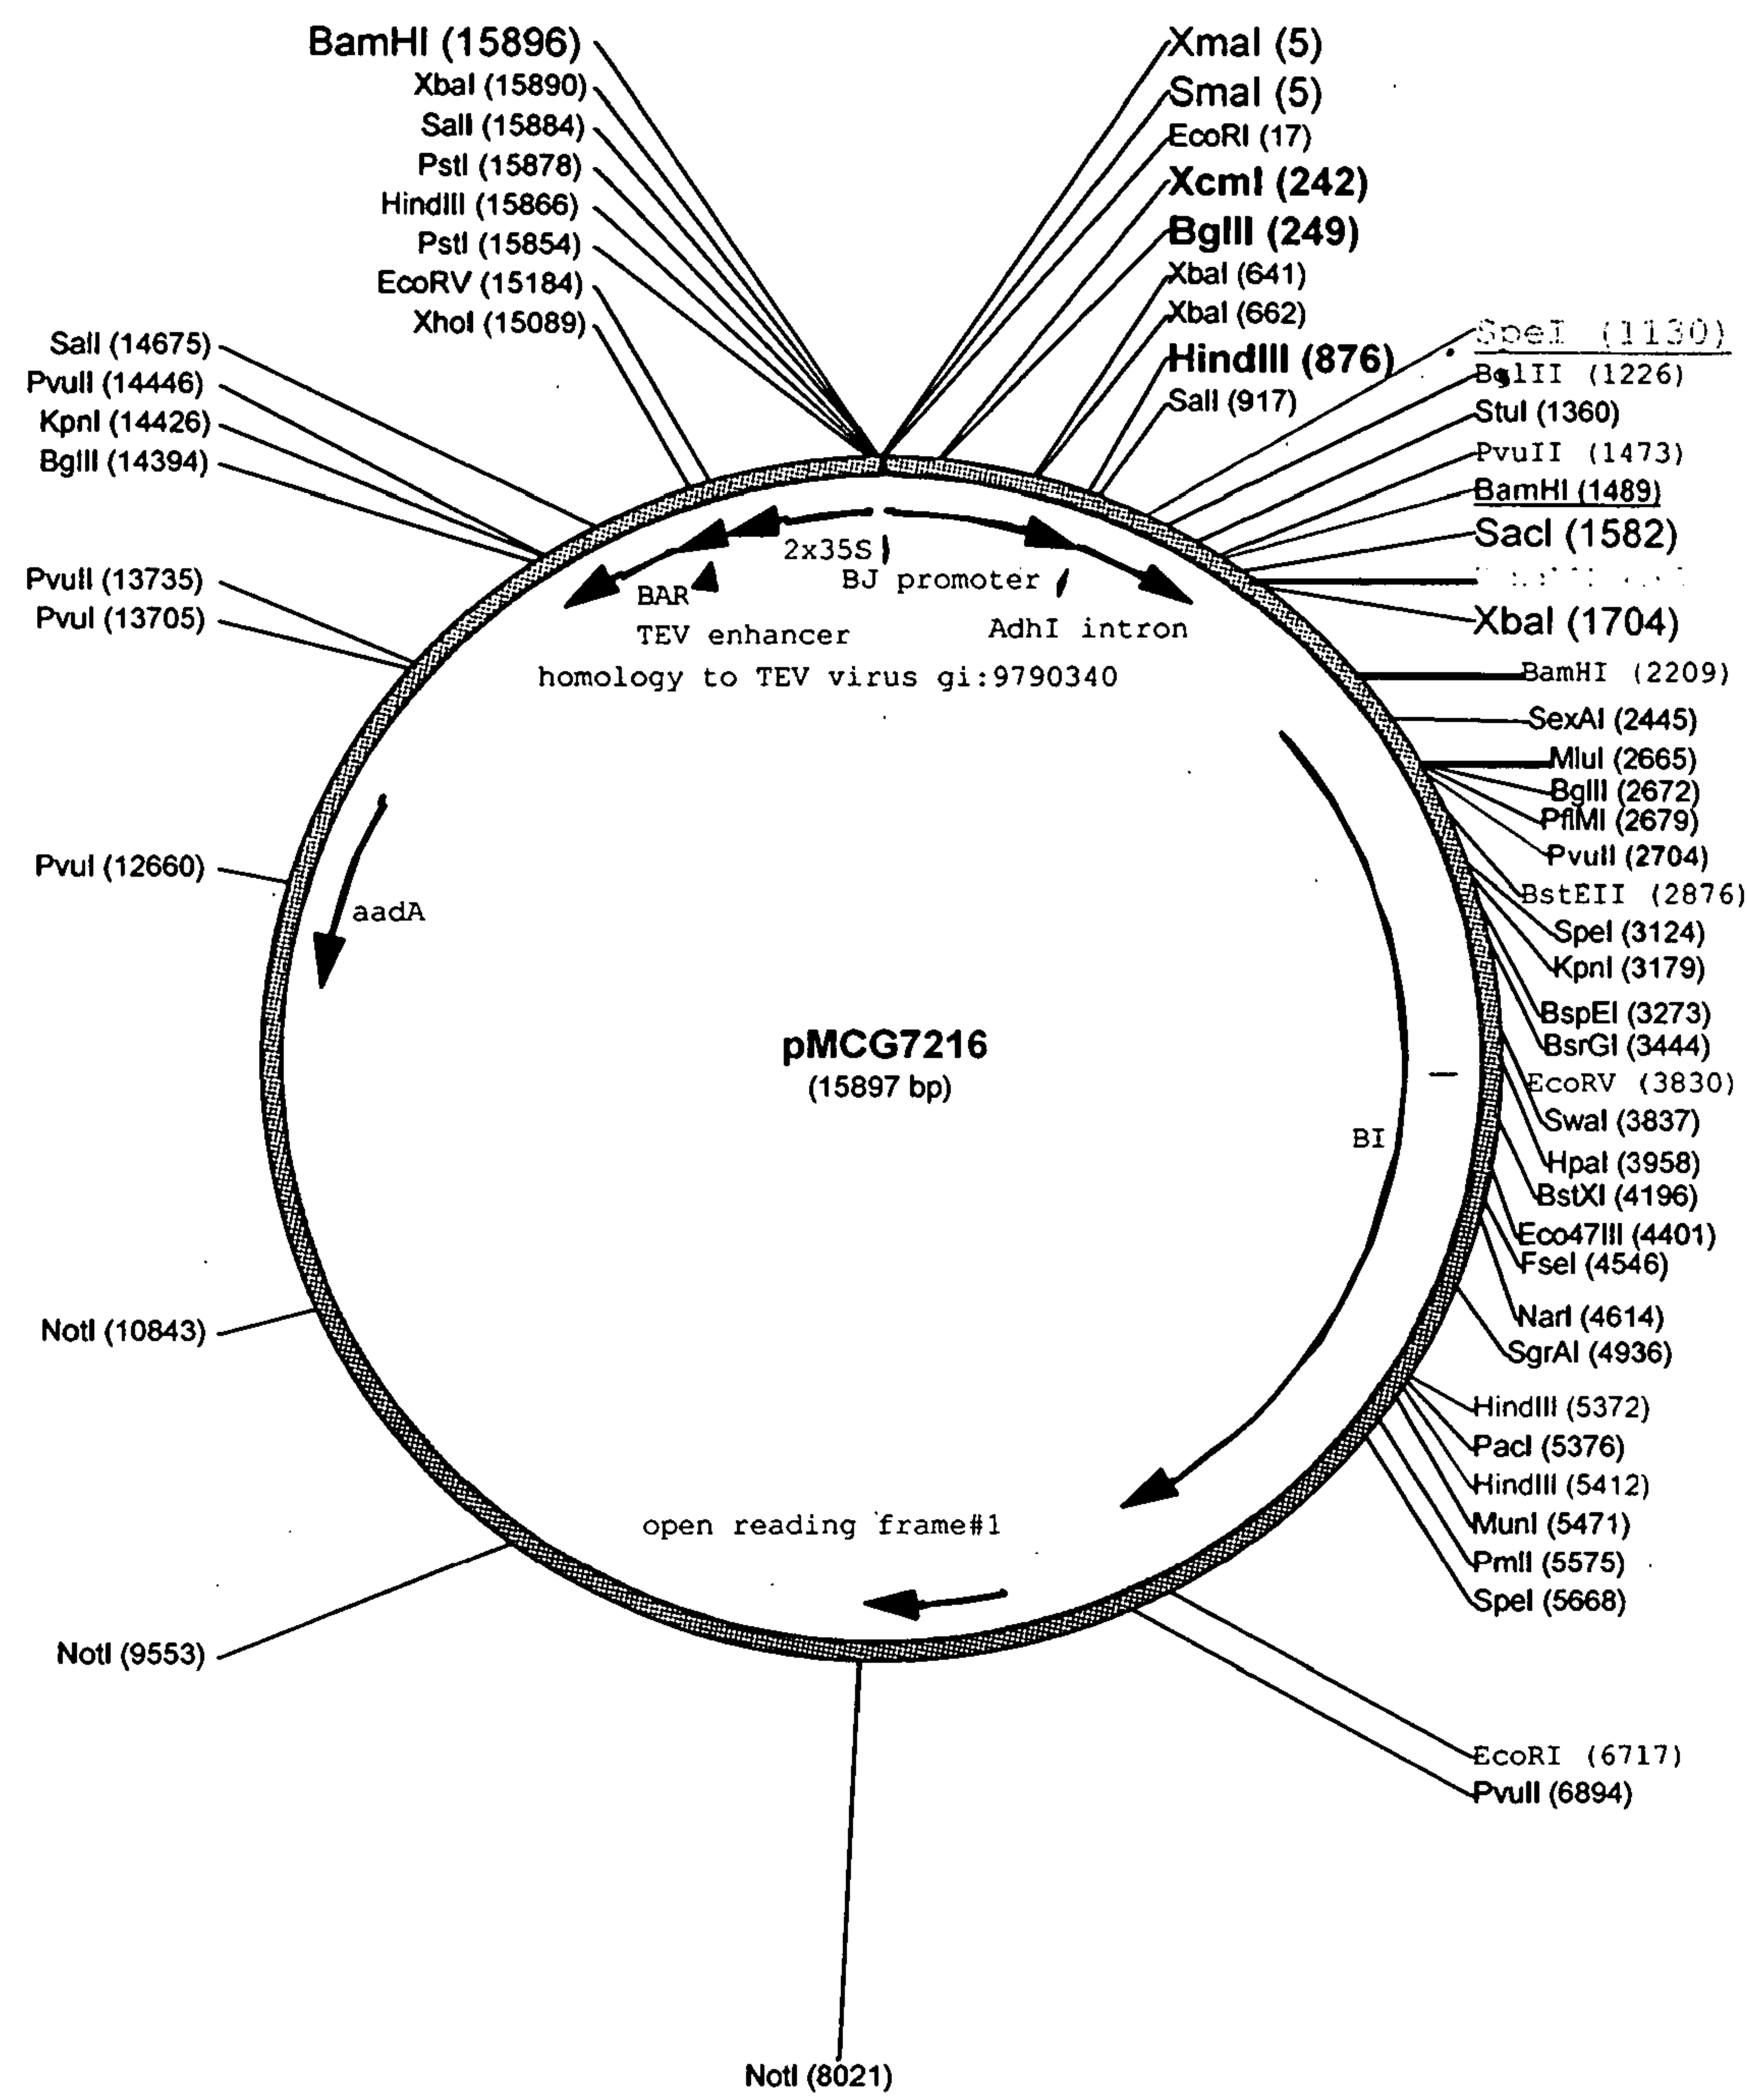 BamHI (15896)
XbaI (15890)
SalI (15884)
PstI (15878)
HindIII (15866)
PstI (15854)
EcoRV (15184)
XhoI (15089)
SalI (14675)
PvuII (14446)
KpnI (14426)
BglII (14394)
PvuII (13735)
PvuI (13705)
PvuI (12660)
NotI (10843)
NotI (9553)
NotI (8021)
XmaI (5)
SmaI (5)
EcoRI (17)
XcmI (242)
BglII (249)
XbaI (641)
XbaI (662)
HindIII (876)
SalI (917)
SpeI (1130)
BglII (1226)
StuI (1360)
PvuII (1473)
BamHI (1489)
SacI (1582)
XbaI (1704)
BamHI (2209)
SexAI (2445)
MluI (2665)
BglII (2672)
PflMI (2679)
PvuII (2704)
BstEII (2876)
SpeI (3124)
KpnI (3179)
BspEI (3273)
BsrGI (3444)
EcoRV (3830)
SwaI (3837)
HpaI (3958)
BstXI (4196)
Eco47III (4401)
FseI (4546)
NarI (4614)
SgrAI (4936)
HindIII (5372)
PacI (5376)
HindIII (5412)
MunI (5471)
PmlI (5575)
SpeI (5668)
EcoRI (6717)
PvuII (6894)
2x35S
BJ promoter
BAR
TEV enhancer
AdhI intron
homology to TEV virus gi:9790340
aadA
pMCG7216
(15897 bp)
BI
open reading frame#1